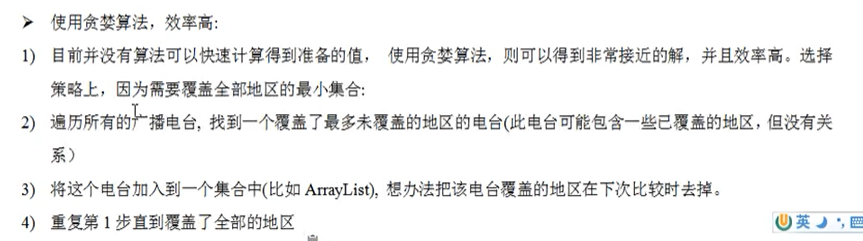 ➢ 使用贪婪算法，效率高:
1) 目前并没有算法可以快速计算得到准备的值， 使用贪婪算法，则可以得到非常接近的解，并且效率高。选择
策略上，因为需要覆盖全部地区的最小集合:
2) 遍历所有的广播电台, 找到一个覆盖了最多未覆盖的地区的电台(此电台可能包含一些已覆盖的地区，但没有关
系）
3) 将这个电台加入到一个集合中(比如 ArrayList), 想办法把该电台覆盖的地区在下次比较时去掉。
4) 重复第 1 步直到覆盖了全部的地区
英